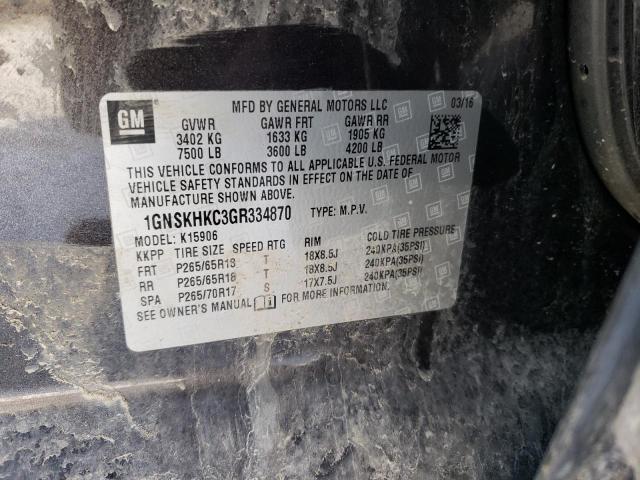 GM
MFD BY GENERAL MOTORS LLC 03/16
GVWR GAWR FRT GAWR RR
3402 KG 1633 KG 1905 KG
7500 LB 3600 LB 4200 LB
THIS VEHICLE CONFORMS TO ALL APPLICABLE U.S. FEDERAL MOTOR
VEHICLE SAFETY STANDARDS IN EFFECT ON THE DATE OF
MANUFACTURE SHOWN ABOVE.
1GNSKHKC3GR334870 TYPE: M.P.V.
MODEL: K15906
KKPP TIRE SIZE SPEED RTG RIM COLD TIRE PRESSURE
FRT P265/65R18 T 18X8.5J 240KPA(35PSI)
RR P265/65R18 T 18X8.5J 240KPA(35PSI)
SPA P265/70R17 S 17X7.5J 240KPA(35PSI)
SEE OWNER'S MANUAL FOR MORE INFORMATION.